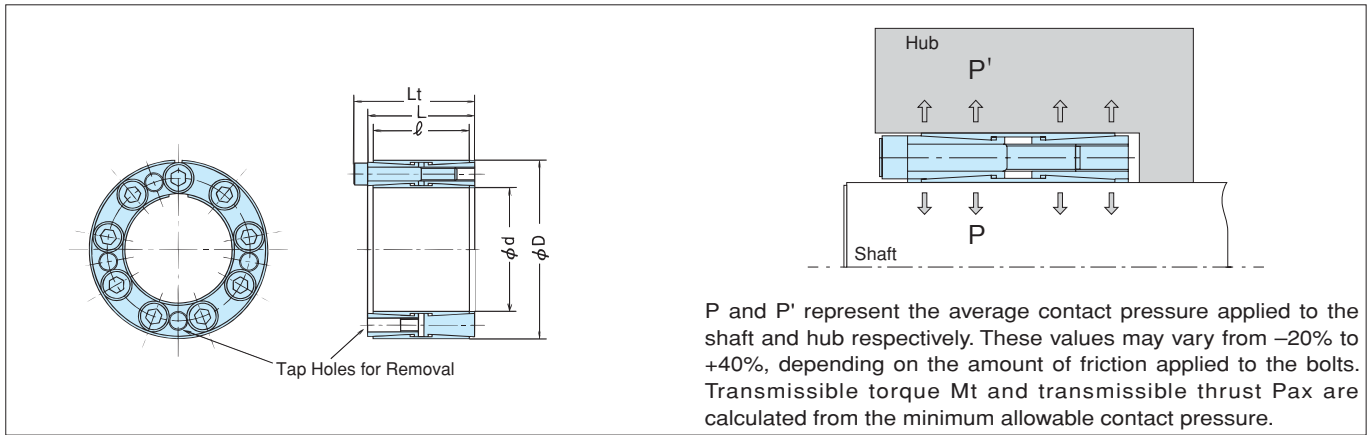 Lt
L
ℓ
φd
φD
Tap Holes for Removal
Hub
P'
P
Shaft
P and P' represent the average contact pressure applied to the
shaft and hub respectively. These values may vary from –20% to
+40%, depending on the amount of friction applied to the bolts.
Transmissible torque Mt and transmissible thrust Pax are
calculated from the minimum allowable contact pressure.